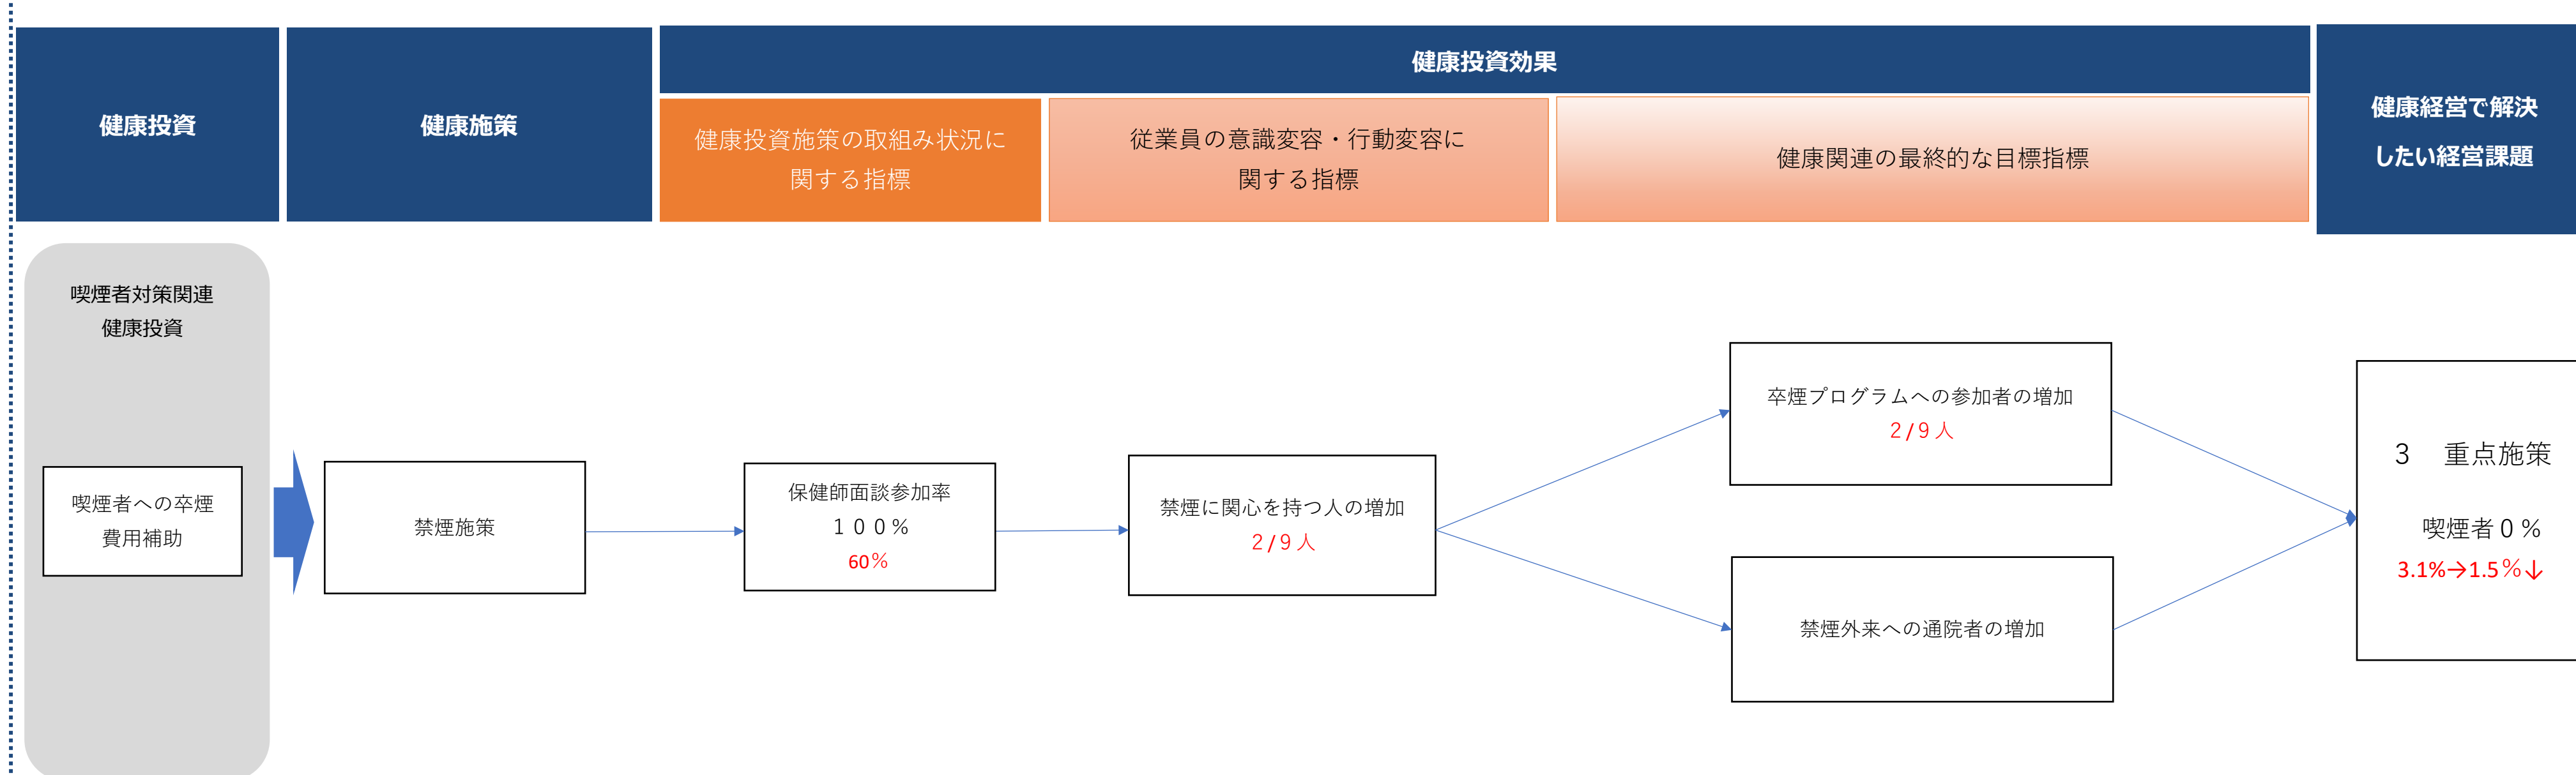 健康投資
健康施策
健康投資効果
健康投資施策の取組み状況に
関する指標
従業員の意識変容・行動変容に
関する指標
健康関連の最終的な目標指標
健康経営で解決
したい経営課題
喫煙者対策関連
健康投資
喫煙者への卒煙
費用補助
禁煙施策
保健師面談参加率
１００％
60％
禁煙に関心を持つ人の増加
２/９人
卒煙プログラムへの参加者の増加
２/９人
禁煙外来への通院者の増加
３　重点施策
喫煙者０％
3.1%→1.5％↓